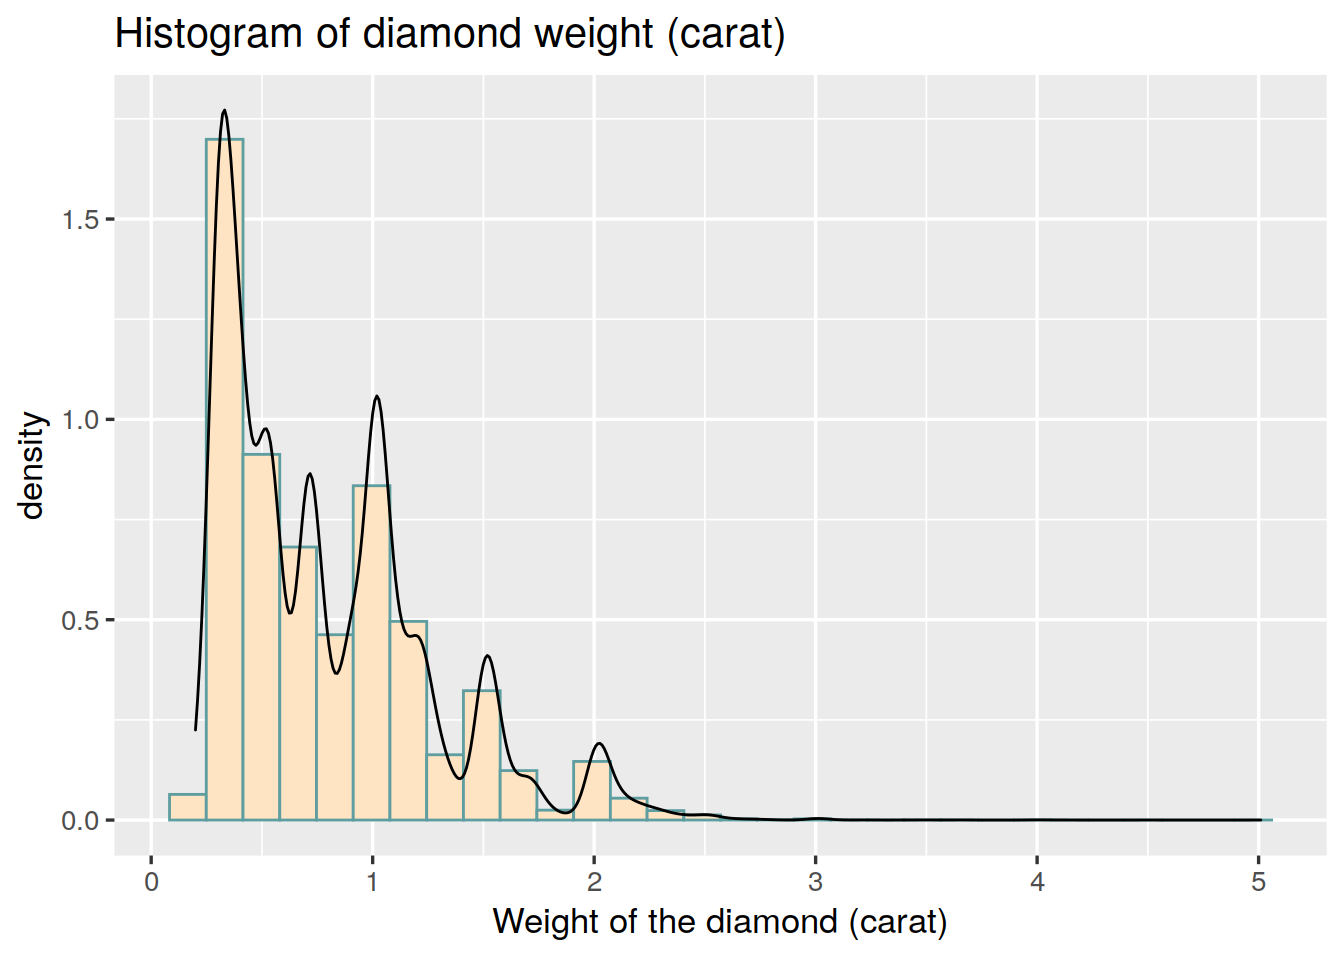 Histogram of diamond weight (carat)
density
1.5
1.0
0.5
0.0
0 1 2 3 4 5
Weight of the diamond (carat)